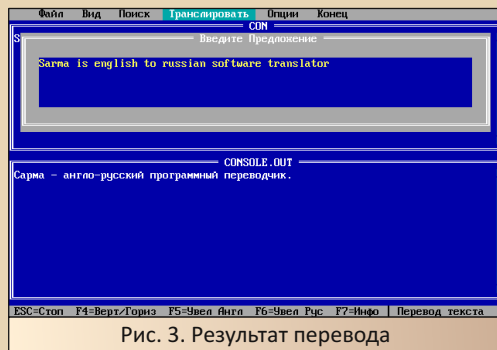 Файл Вид Поиск Транслировать Опции Конец
CON
S
Введите Предложение
Sarma is english to russian software translator
CONSOLE.OUT
Сарма - англо-русский программный переводчик.
ESC=Стоп F4=Верт/Гориз F5=Увел Англ F6=Увел Рус F7=Инфо | Перевод текста
Рис. 3. Результат перевода